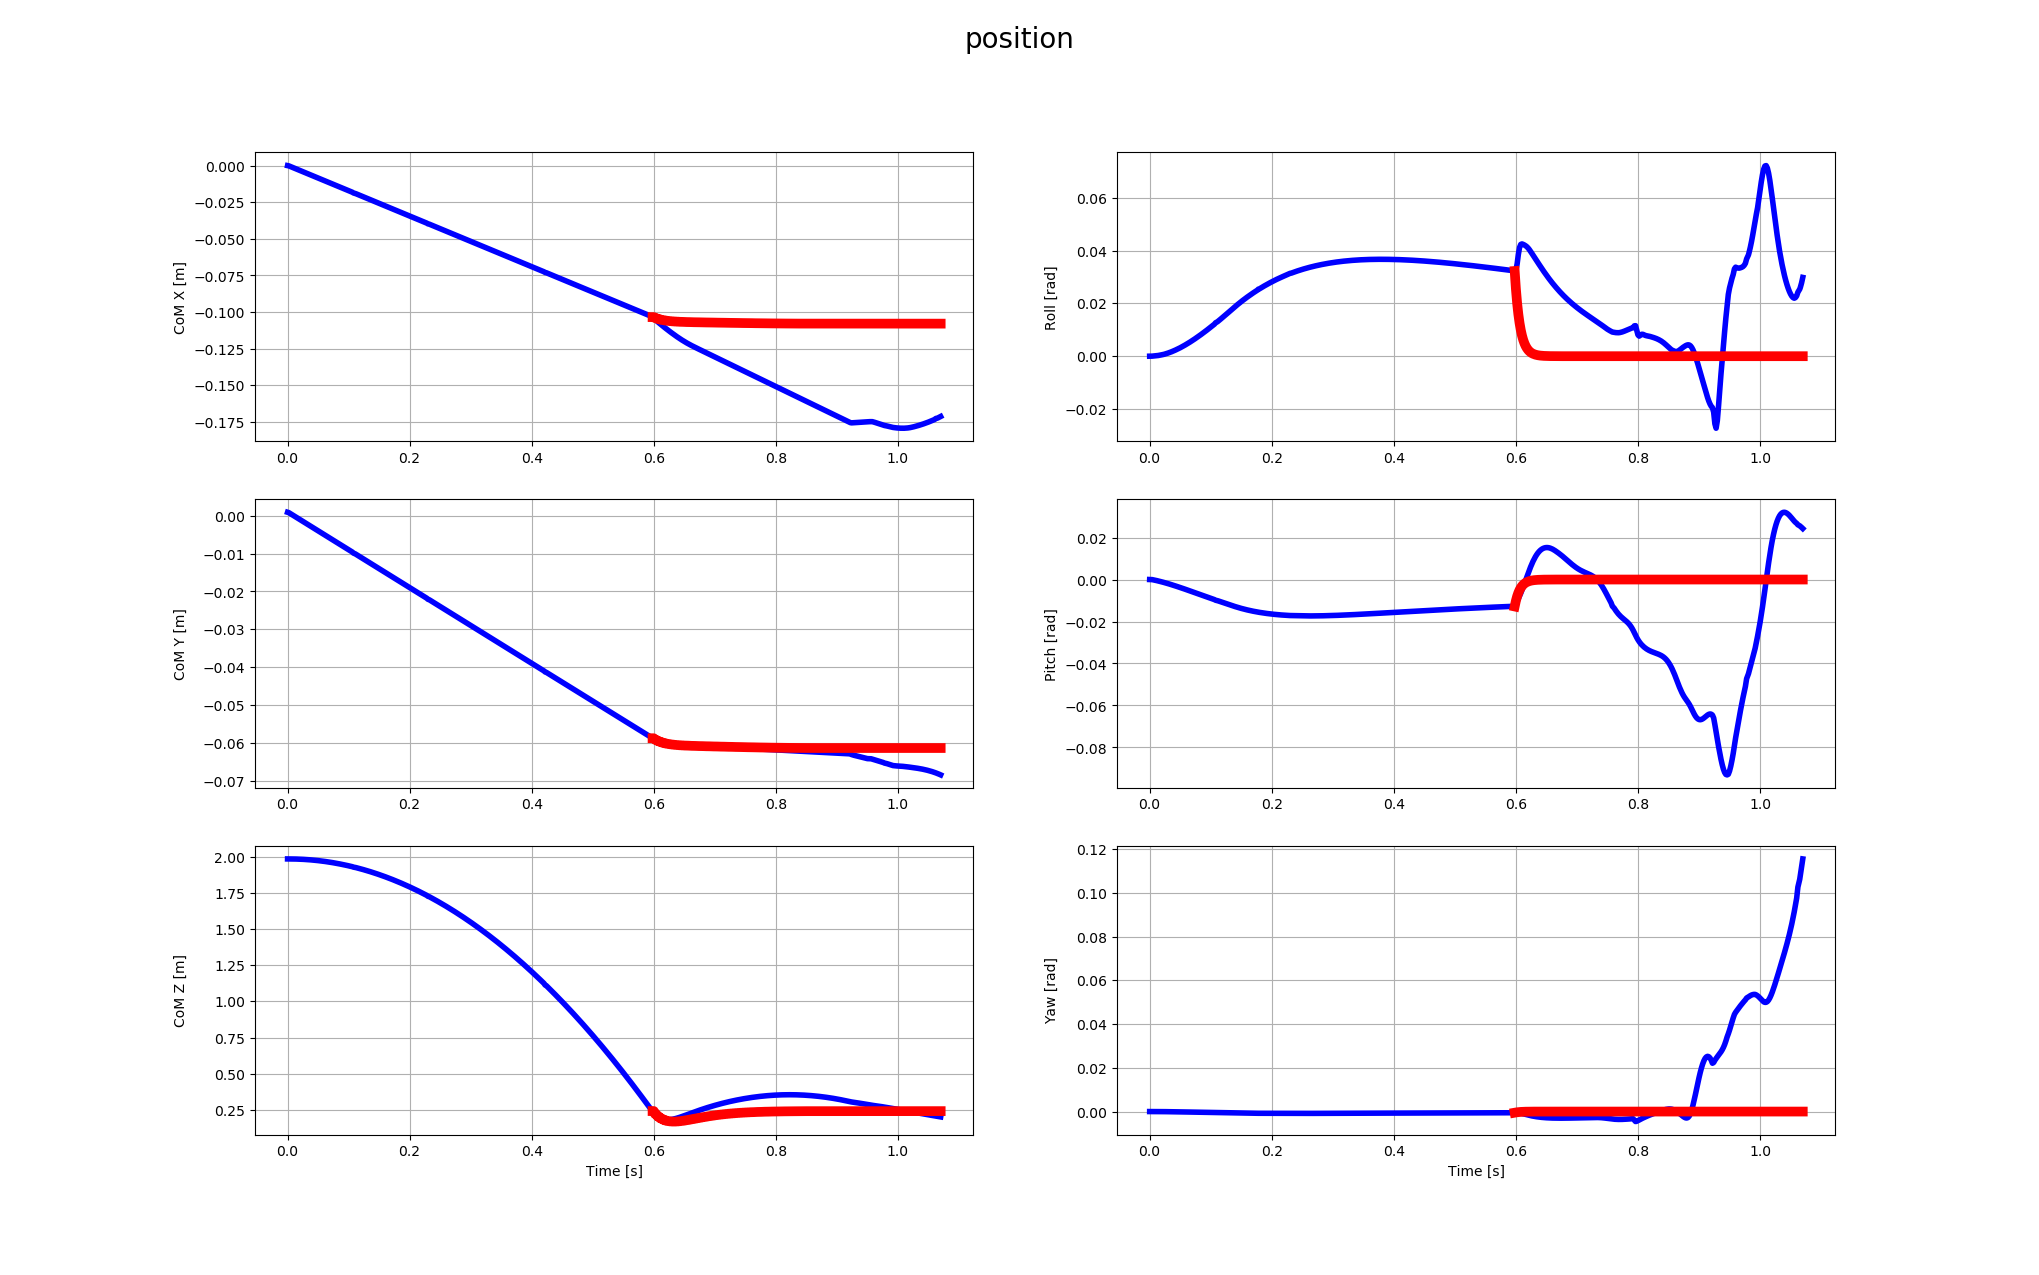 position
0.000
−0.025
−0.050
−0.075
−0.100
−0.125
−0.150
−0.175
CoM X [m]
0.0 0.2 0.4 0.6 0.8 1.0
0.06
0.04
0.02
0.00
−0.02
Roll [rad]
0.0 0.2 0.4 0.6 0.8 1.0
0.00
−0.01
−0.02
−0.03
−0.04
−0.05
−0.06
−0.07
CoM Y [m]
0.0 0.2 0.4 0.6 0.8 1.0
0.02
0.00
−0.02
−0.04
−0.06
−0.08
Pitch [rad]
0.0 0.2 0.4 0.6 0.8 1.0
2.00
1.75
1.50
1.25
1.00
0.75
0.50
0.25
CoM Z [m]
0.0 0.2 0.4 0.6 0.8 1.0
Time [s]
0.12
0.10
0.08
0.06
0.04
0.02
0.00
Yaw [rad]
0.0 0.2 0.4 0.6 0.8 1.0
Time [s]